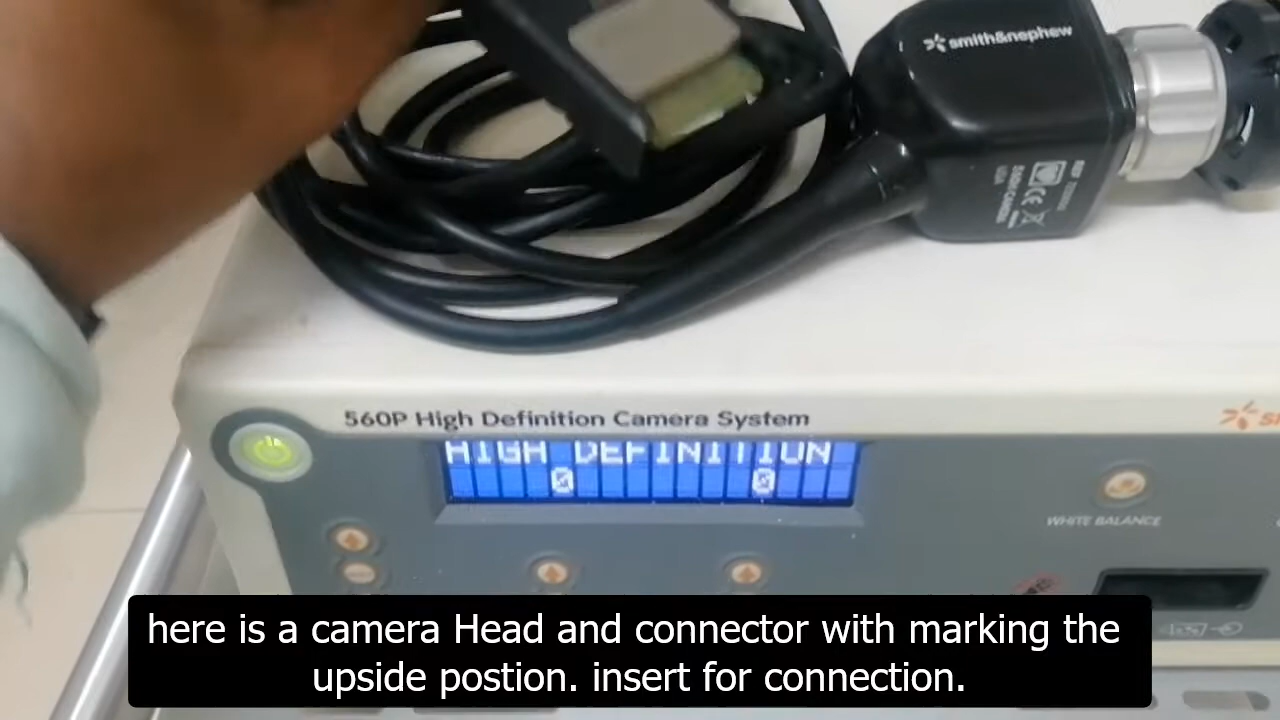 smith&nephew
560P High Definition Camera System
HIGH DEFINITION
0 0
WHITE BALANCE
here is a camera Head and connector with marking the
upside postion. insert for connection.